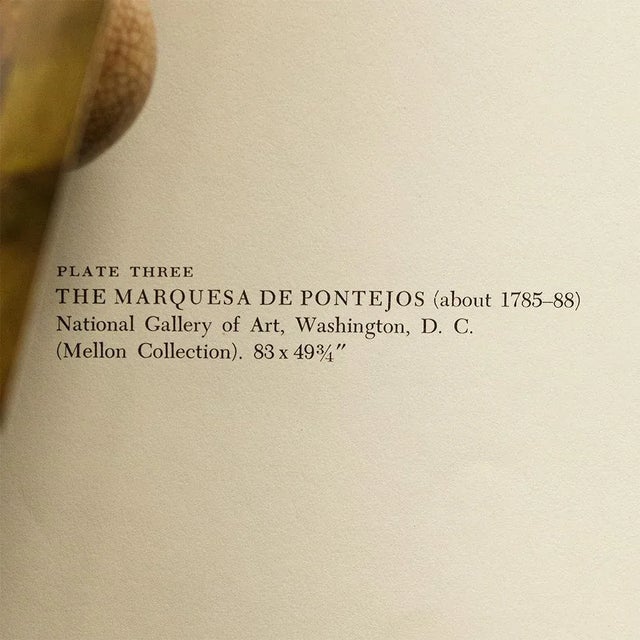 PLATE THREE
THE MARQUESA DE PONTEJOS (about 1785–88)
National Gallery of Art, Washington, D. C.
(Mellon Collection). 83 x 49¾″